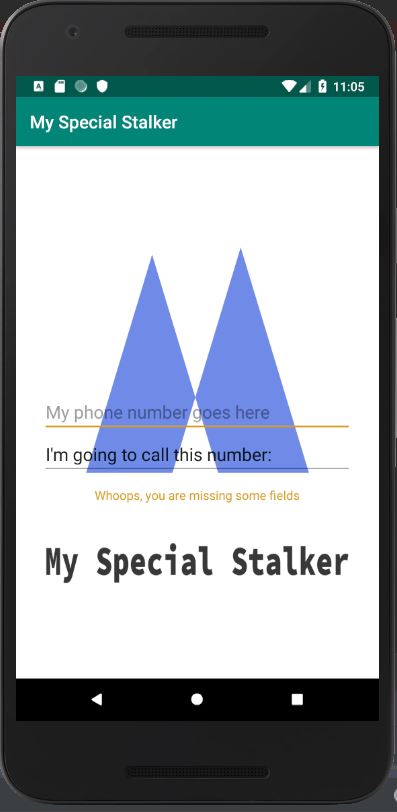 A 11:05
My Special Stalker
My phone number goes here
I'm going to call this number:
Whoops, you are missing some fields
My Special Stalker